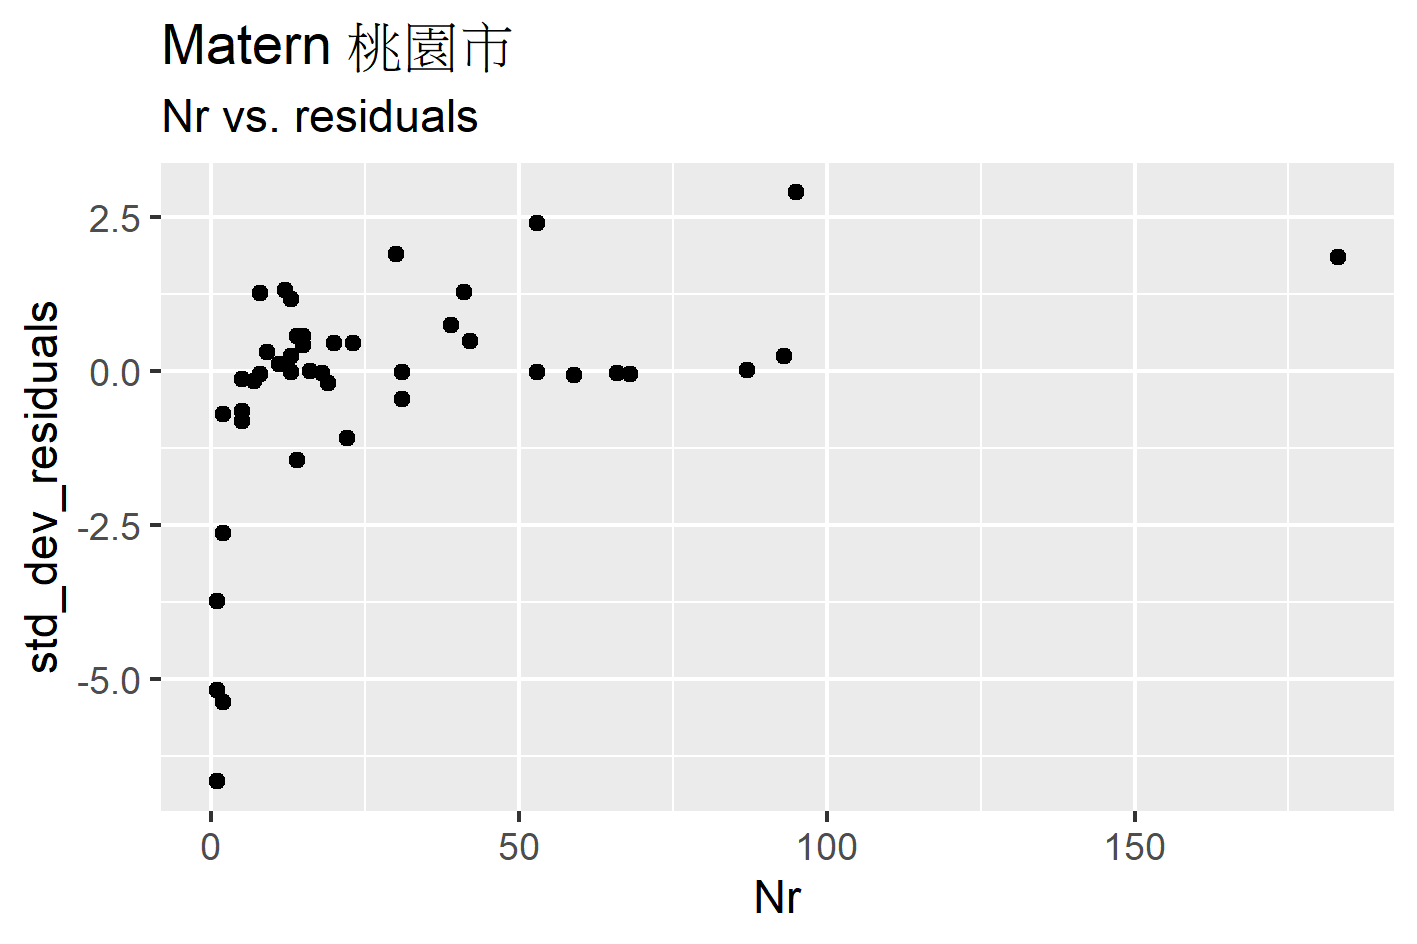 Matern 桃園市
Nr vs. residuals
2.5
0.0
-2.5
-5.0
std_dev_residuals
0 50 100 150
Nr